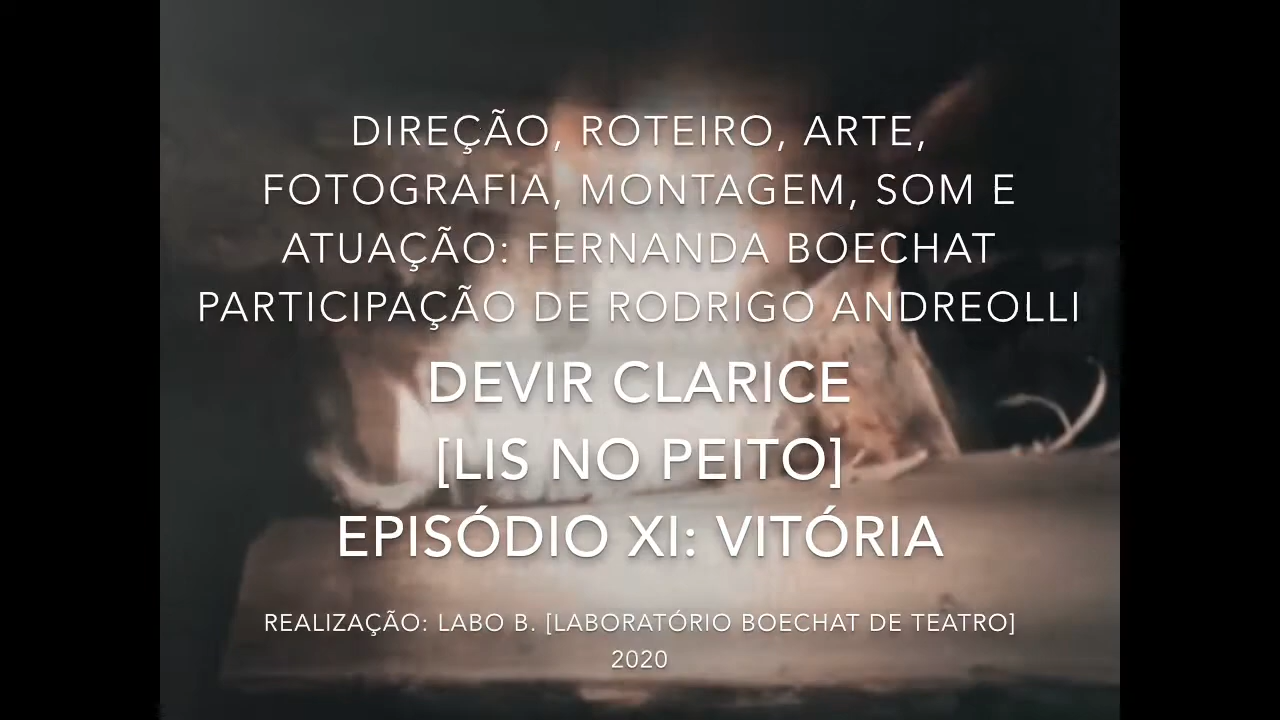 DIREÇÃO, ROTEIRO, ARTE,
FOTOGRAFIA, MONTAGEM, SOM E
ATUAÇÃO: FERNANDA BOECHAT
PARTICIPAÇÃO DE RODRIGO ANDREOLLI
DEVIR CLARICE
[LIS NO PEITO]
EPISÓDIO XI: VITÓRIA
REALIZAÇÃO: LABO B. [LABORATÓRIO BOECHAT DE TEATRO]
2020